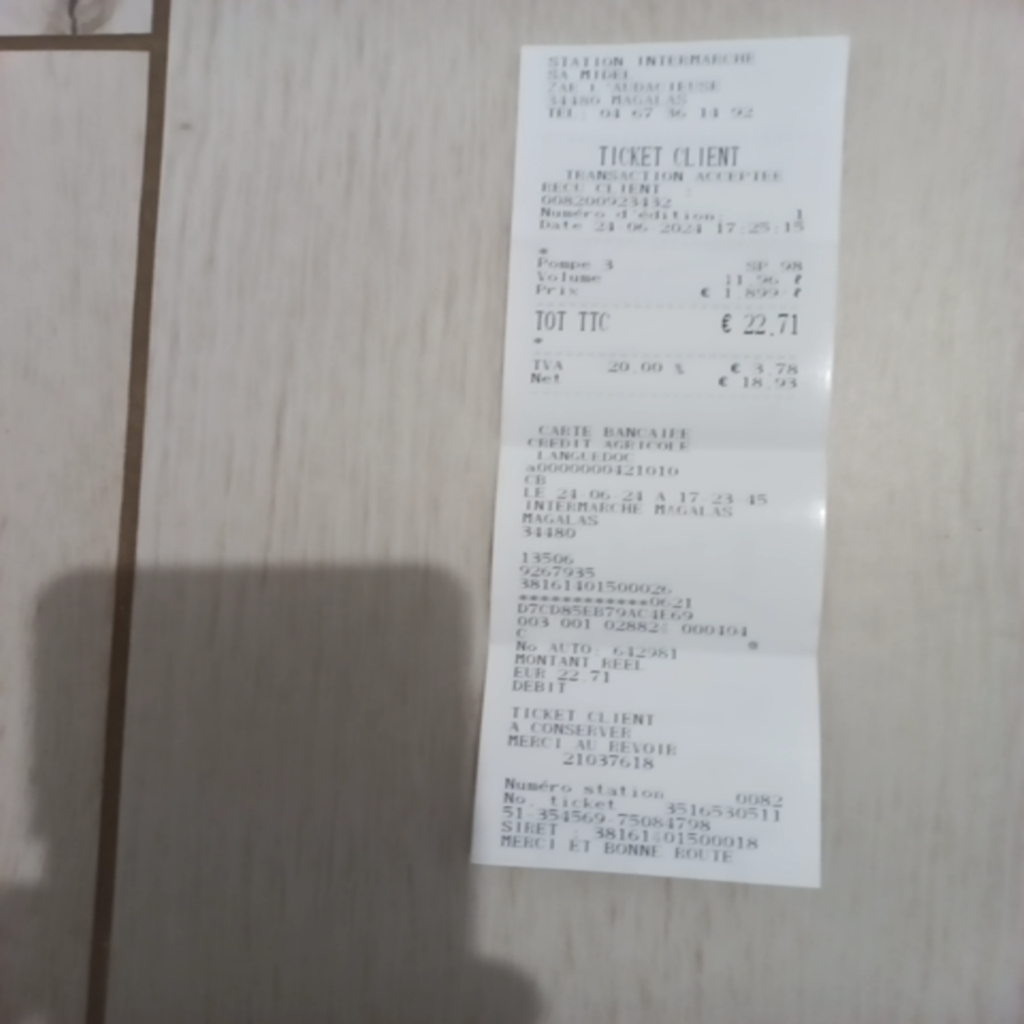 STATION INTERMARCHE
SA MIDEL
ZAE L'AUDACIEUSE
34480 MAGALAS
TEL: 04 67 36 14 92
TICKET CLIENT
TRANSACTION ACCEPTEE
RECU CLIENT :
008200923432
Numéro d'édition: 1
Date 24-06-2024 17:25:15
*
Pompe 3 SP 98
Volume 11.96 ℓ
Prix € 1.899 ℓ
TOT TTC € 22.71
*
TVA 20.00 % € 3.78
Net € 18.93
CARTE BANCAIRE
CREDIT AGRICOLE
LANGUEDOC
a0000000421010
CB
LE 24-06-24 A 17:23:45
INTERMARCHE MAGALAS
MAGALAS
34480
13506
9267935
38161401500026
************0621
D7CD85EB79AC4E69
003 001 02882 000404
C *
No AUTO: 642981
MONTANT REEL
EUR 22.71
DEBIT
TICKET CLIENT
A CONSERVER
MERCI AU REVOIR
21037618
Numéro station 0082
No. ticket 3516530511
51-354569-75084798
SIRET : 38161401500018
MERCI ET BONNE ROUTE